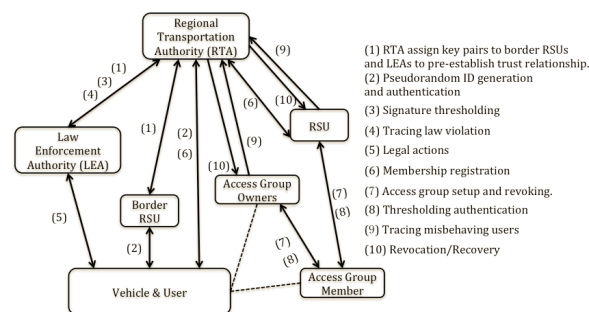 Regional
Transportation
Authority (RTA)
(1)
(3)
(4)
(1)
(2)
(6)
(9)
(10)
(6)
(9)
(10)
RSU
Law
Enforcement
Authority (LEA)
Access Group
Owners
Border
RSU
(5)
(2)
(7)
(8)
(7)
(8)
Vehicle & User
Access Group
Member
(1) RTA assign key pairs to border RSUs
and LEAs to pre-establish trust relationship.
(2) Pseudorandom ID generation
and authentication
(3) Signature thresholding
(4) Tracing law violation
(5) Legal actions
(6) Membership registration
(7) Access group setup and revoking.
(8) Thresholding authentication
(9) Tracing misbehaving users
(10) Revocation/Recovery